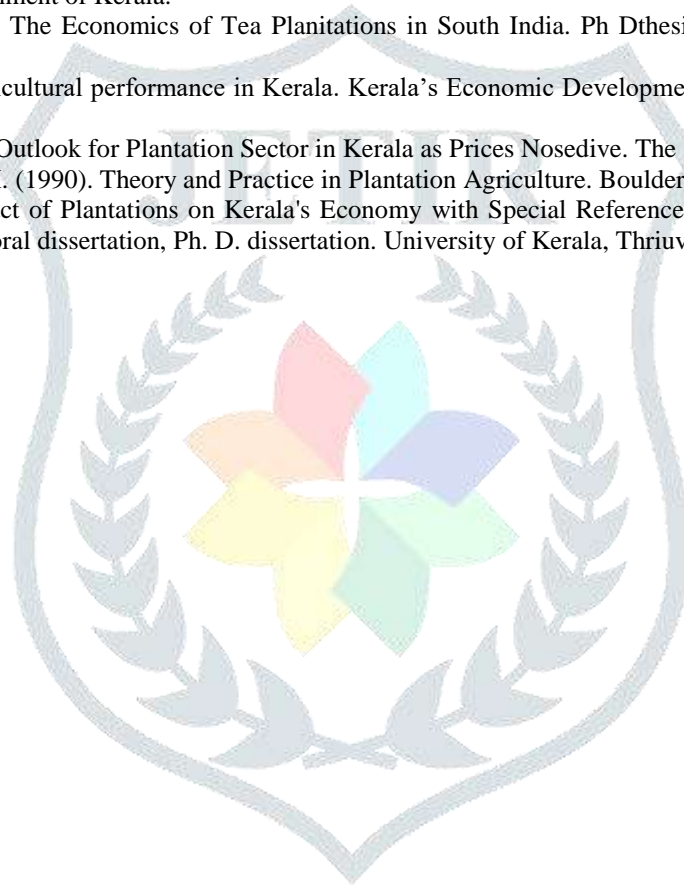 ment of Kerala.
The Economics of Tea Planitations in South India. Ph Dthesi
cultural performance in Kerala. Kerala’s Economic Developme
Outlook for Plantation Sector in Kerala as Prices Nosedive. The
. (1990). Theory and Practice in Plantation Agriculture. Boulder
ct of Plantations on Kerala's Economy with Special Reference
oral dissertation, Ph. D. dissertation. University of Kerala, Thriuv
JETIR